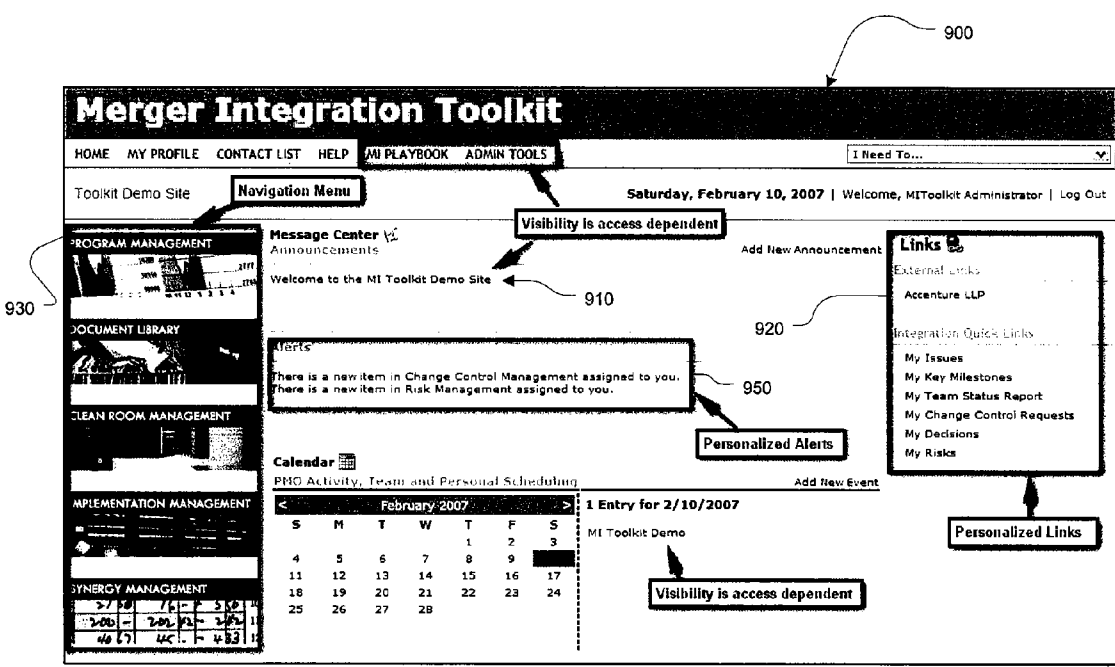 900
Merger Integration Toolkit
HOME MY PROFILE CONTACT LIST HELP MI PLAYBOOK ADMIN TOOLS I Need To...
Toolkit Demo Site Navigation Menu Saturday, February 10, 2007 | Welcome, MIToolkit Administrator | Log Out
Visibility is access dependent
930
PROGRAM MANAGEMENT
DOCUMENT LIBRARY
CLEAN ROOM MANAGEMENT
IMPLEMENTATION MANAGEMENT
SYNERGY MANAGEMENT
Message Center
Announcements Add New Announcement
Welcome to the MI Toolkit Demo Site
910
Alerts
There is a new item in Change Control Management assigned to you.
There is a new item in Risk Management assigned to you.
950
Personalized Alerts
Calendar
PMO Activity, Team and Personal Scheduling Add New Event
< February 2007 >
S M T W T F S
1 2 3
4 5 6 7 8 9
11 12 13 14 15 16 17
18 19 20 21 22 23 24
25 26 27 28
1 Entry for 2/10/2007
MI Toolkit Demo
Visibility is access dependent
920
Links
External Links
Accenture LLP
Integration Quick Links
My Issues
My Key Milestones
My Team Status Report
My Change Control Requests
My Decisions
My Risks
Personalized Links